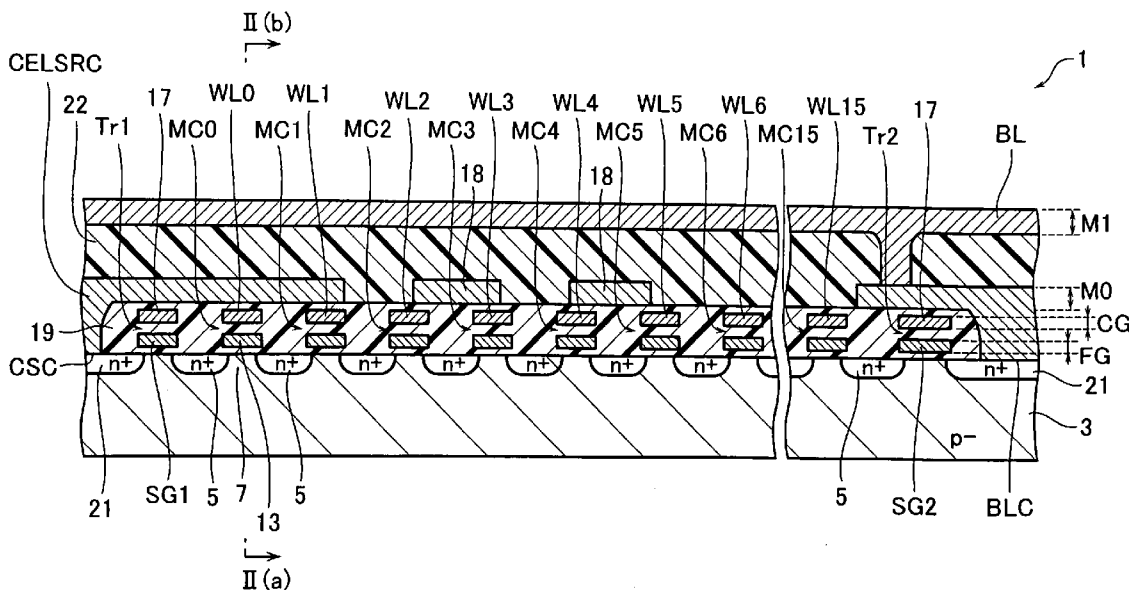 II(b)
1
CELSRC
22
Tr1
17
MC0
WL0
MC1
WL1
MC2
WL2
MC3
WL3
18
MC4
WL4
18
MC5
WL5
MC6
WL6
MC15
WL15
Tr2
17
BL
M1
M0
CG
FG
19
CSC
n+
n+
n+
n+
n+
n+
n+
n+
n+
n+
n+
21
3
p-
21
SG1
5
7
13
5
5
SG2
BLC
II(a)